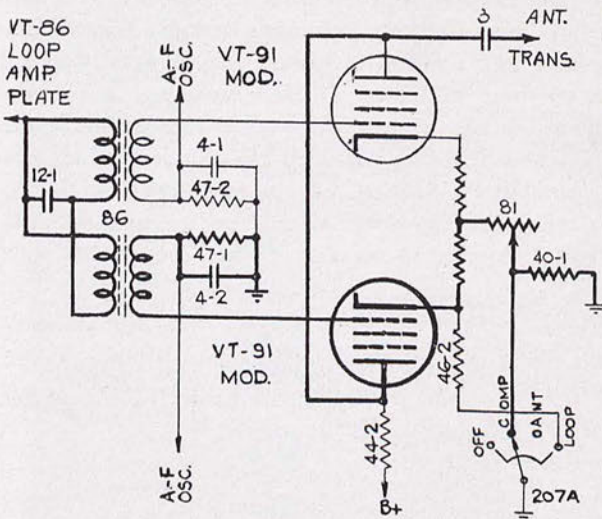 VT-86
LOOP
AMP.
PLATE
A.-F
OSC.
VT-91
MOD.
3
ANT.
TRANS.
12-1
86
4-1
47-2
47-1
4-2
81
40-1
VT-91
MOD.
46-2
44-2
B+
A.-F
OSC.
OFF
COMP
ANT
LOOP
207A